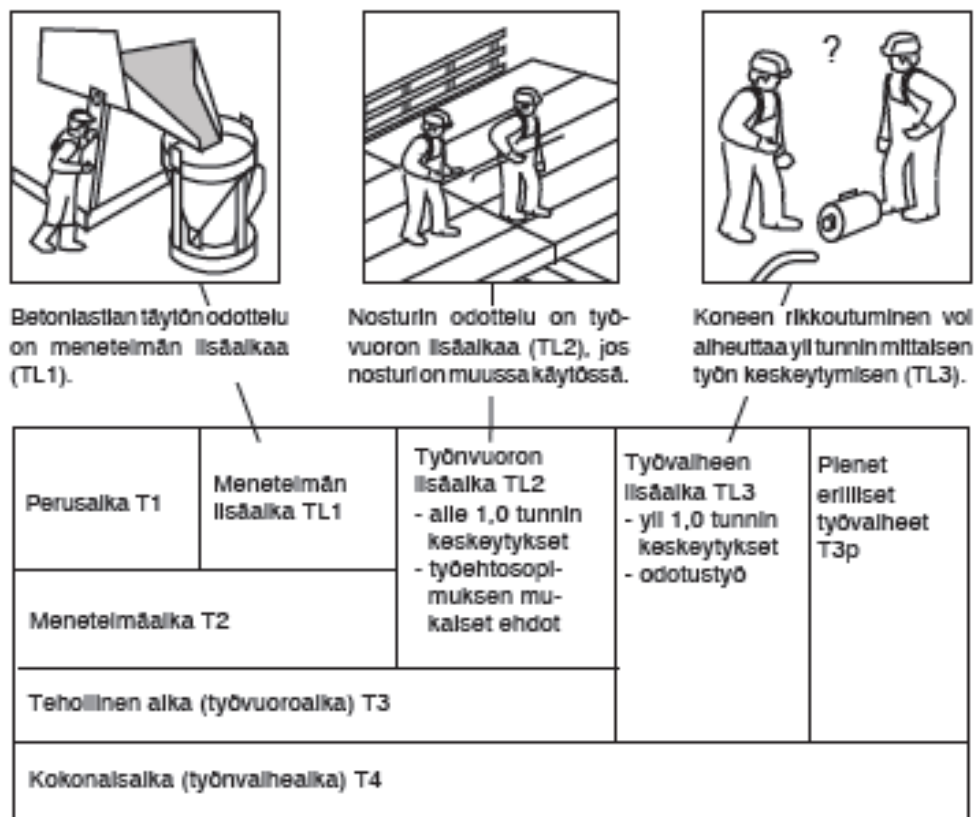 ?
Betoniastian täytön odottelu
on menetelmän lisäaikaa
(TL1).
Nosturin odottelu on työ-
vuoron lisäaikaa (TL2), jos
nosturi on muussa käytössä.
Koneen rikkoutuminen voi
aiheuttaa yli tunnin mittaisen
työn keskeytymisen (TL3).
Perusaika T1
Menetelmän
lisäaika TL1
Työnvuoron
lisäaika TL2
- alle 1,0 tunnin
keskeytykset
- työehtosopi-
muksen mu-
kaiset ehdot
Työvaiheen
lisäaika TL3
- yli 1,0 tunnin
keskeytykset
- odotustyö
Pienet
erilliset
työvaiheet
T3p
Menetelmäaika T2
Tehollinen aika (työvuoroaika) T3
Kokonaisaika (työnvaiheaika) T4